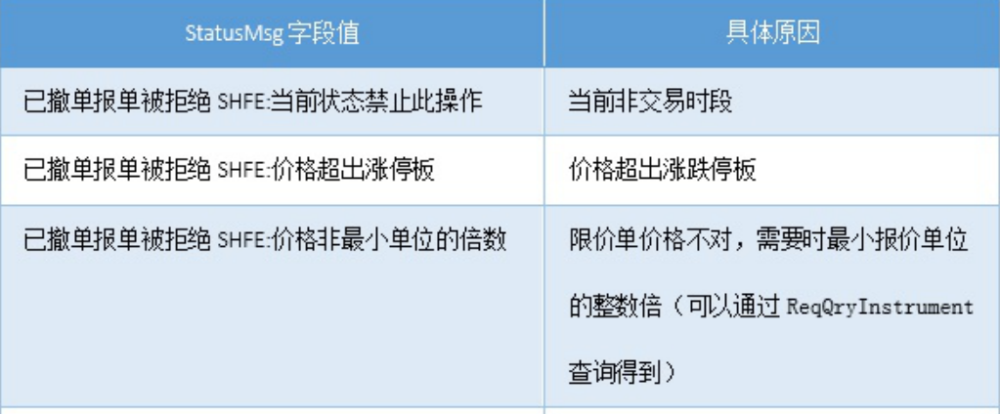 StatusMsg 字段值
具体原因
已撤单报单被拒绝 SHFE:当前状态禁止此操作
当前非交易时段
已撤单报单被拒绝 SHFE:价格超出涨停板
价格超出涨跌停板
已撤单报单被拒绝 SHFE:价格非最小单位的倍数
限价单价格不对，需要时最小报价单位
的整数倍（可以通过 ReqQryInstrument
查询得到）